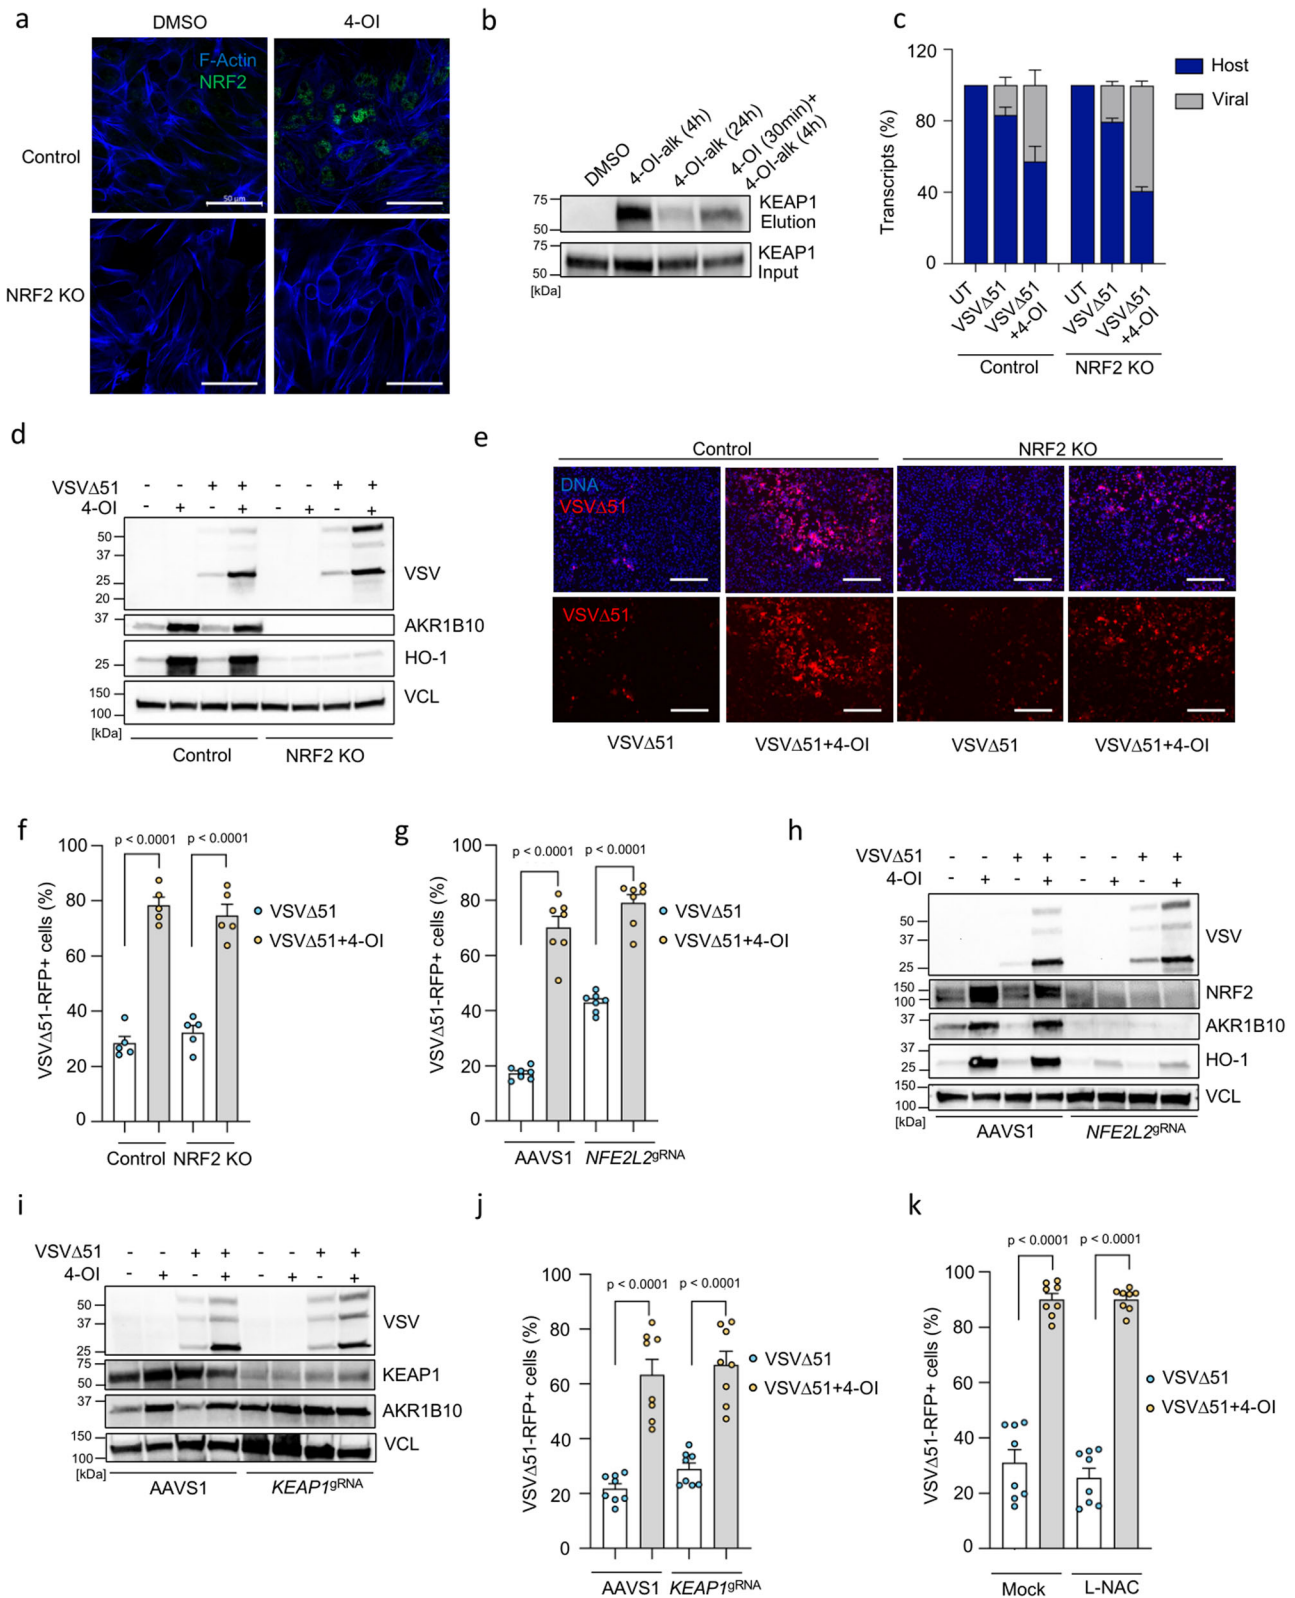 a
DMSO
4-OI
F-Actin
NRF2
Control
50 µm
NRF2 KO
b
DMSO
4-OI-alk (4h)
4-OI-alk (24h)
4-OI (30min)+
4-OI-alk (4h)
75
50
KEAP1
Elution
75
50
KEAP1
Input
[kDa]
c
Transcripts (%)
120
80
40
0
Host
Viral
UT
VSVΔ51
VSVΔ51
+4-OI
UT
VSVΔ51
VSVΔ51
+4-OI
Control
NRF2 KO
d
VSVΔ51 - - + + - - + +
4-OI - + - + - + - +
50
37
25
20
VSV
37
AKR1B10
25
HO-1
150
100
VCL
[kDa]
Control
NRF2 KO
e
Control
NRF2 KO
DNA
VSVΔ51
VSVΔ51
VSVΔ51
VSVΔ51+4-OI
VSVΔ51
VSVΔ51+4-OI
f
VSVΔ51-RFP+ cells (%)
100
80
60
40
20
0
p < 0.0001
p < 0.0001
VSVΔ51
VSVΔ51+4-OI
Control
NRF2 KO
g
VSVΔ51-RFP+ cells (%)
100
80
60
40
20
0
p < 0.0001
p < 0.0001
VSVΔ51
VSVΔ51+4-OI
AAVS1
NFE2L2gRNA
h
VSVΔ51 - - + + - - + +
4-OI - + - + - + - +
50
37
25
VSV
150
100
NRF2
37
AKR1B10
37
25
HO-1
150
100
VCL
[kDa]
AAVS1
NFE2L2gRNA
i
VSVΔ51 - - + + - - + +
4-OI - + - + - + - +
50
37
25
VSV
75
50
KEAP1
37
AKR1B10
150
100
VCL
[kDa]
AAVS1
KEAP1gRNA
j
VSVΔ51-RFP+ cells (%)
100
80
60
40
20
0
p < 0.0001
p < 0.0001
VSVΔ51
VSVΔ51+4-OI
AAVS1
KEAP1gRNA
k
VSVΔ51-RFP+ cells (%)
100
80
60
40
20
0
p < 0.0001
p < 0.0001
VSVΔ51
VSVΔ51+4-OI
Mock
L-NAC